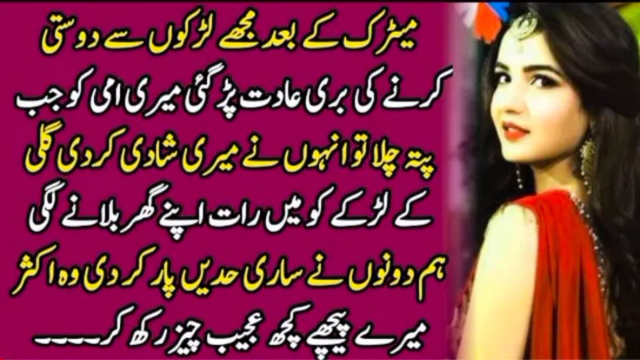 میٹرک کے بعد مجھے لڑکوں سے دوستی
کرنے کی بری عادت پڑ گئی میری امی کو جب
پتہ چلا تو انہوں نے میری شادی کر دی گلی
کے لڑکے کو میں رات اپنے گھر بلانے لگی
ہم دونوں نے ساری حدیں پار کر دی وہ اکثر
میرے پیچھے کچھ عجیب چیز رکھ کر۔۔۔۔